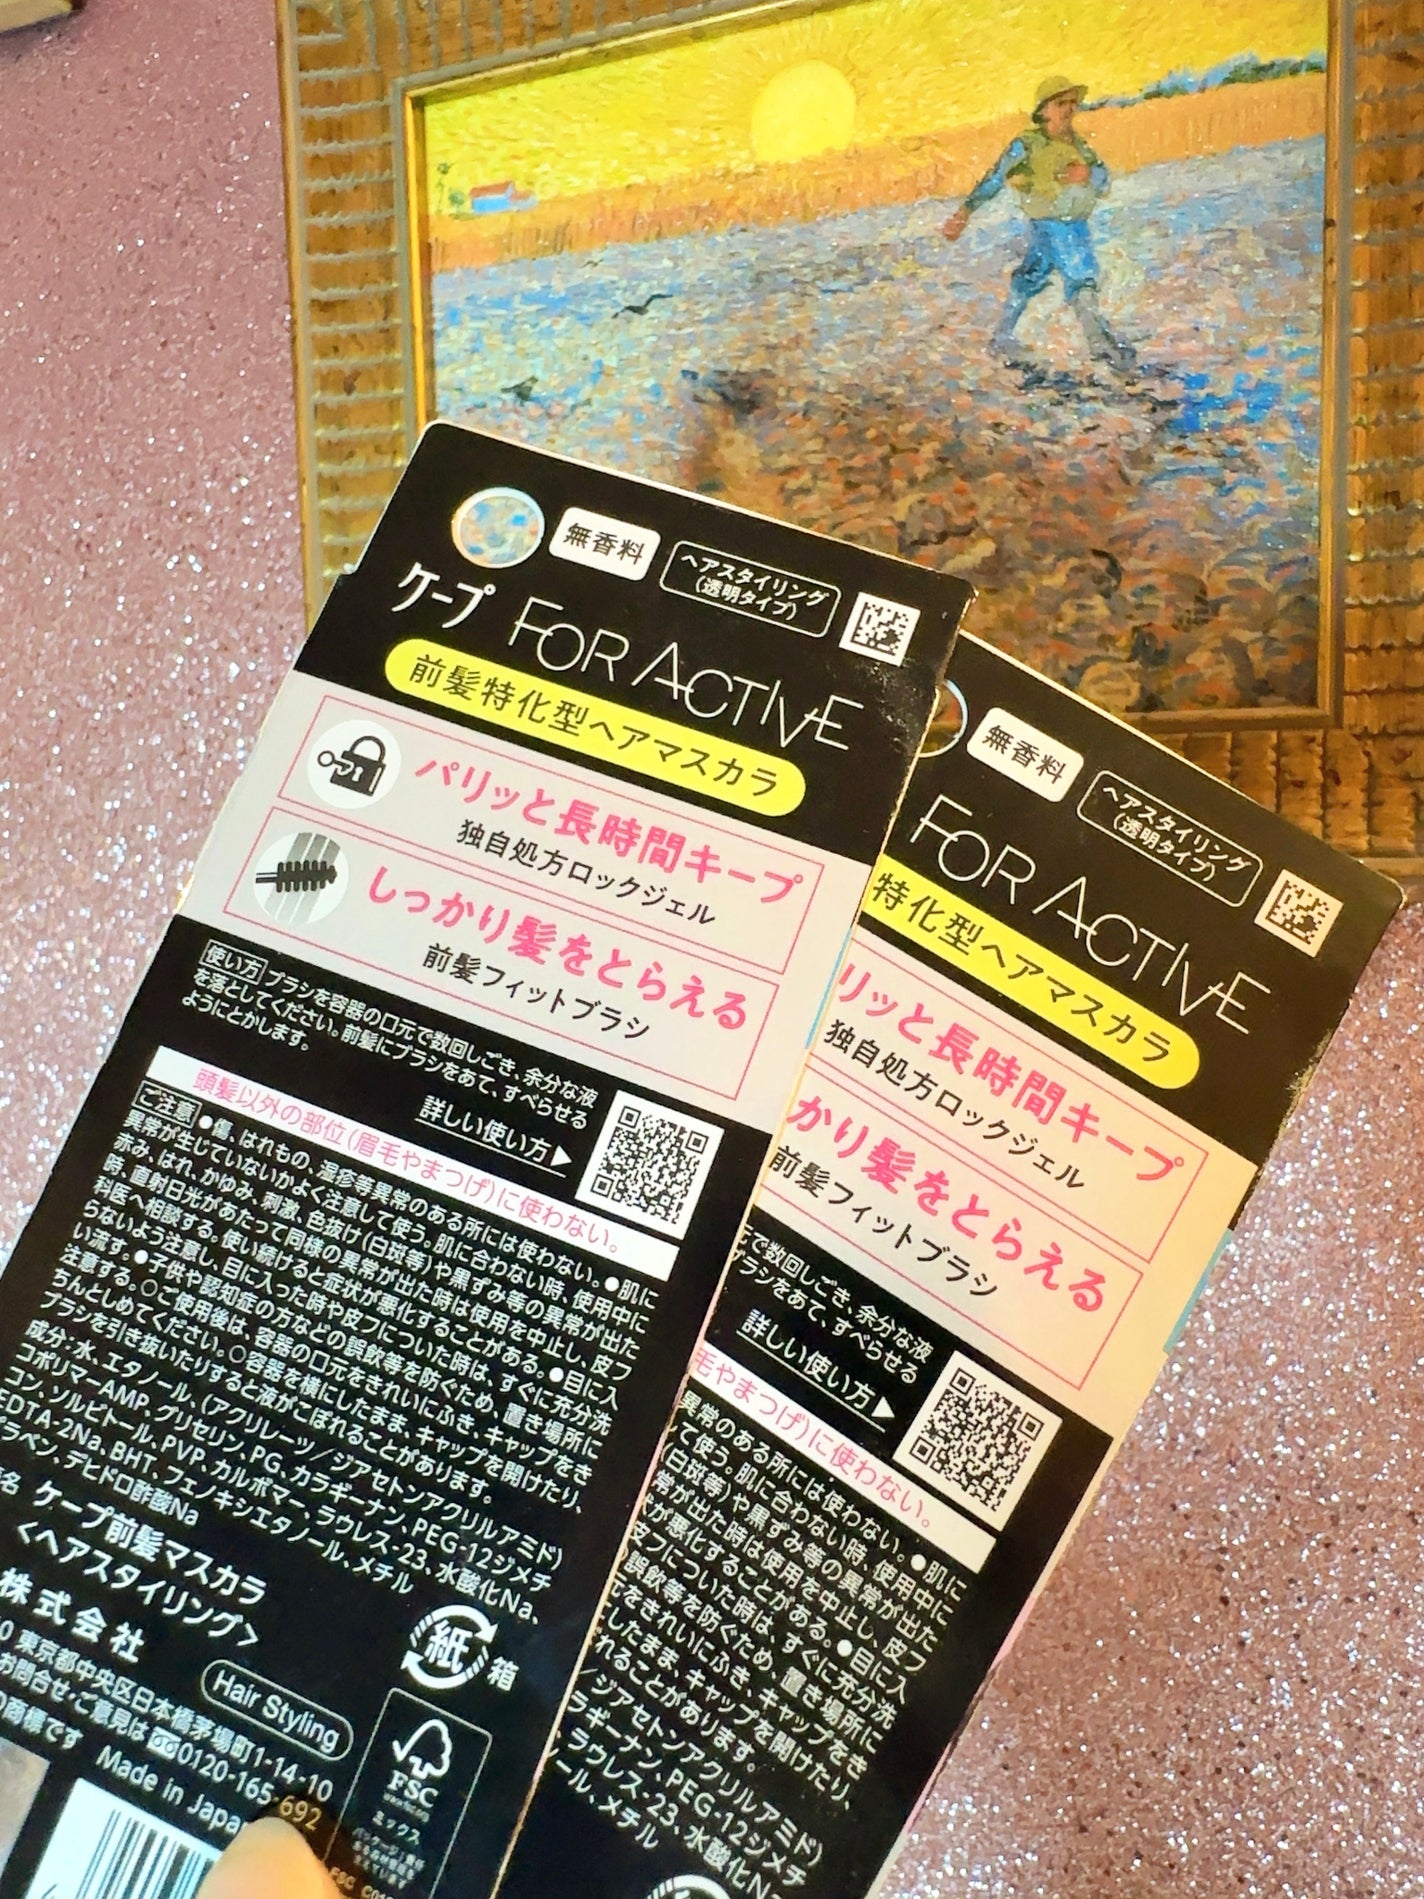 無香料
ヘアスタイリング
(透明タイプ)
ケープ FOR ACTIVE
前髪特化型ヘアマスカラ
パリッと長時間キープ
独自処方ロックジェル
しっかり髪をとらえる
前髪フィットブラシ
使い方 ブラシを容器の口元で数回しごき、余分な液
を落としてください。前髪にブラシをあて、すべらせる
ようにとかします。
詳しい使い方▶
頭髪以外の部位(眉毛やまつげ)に使わない。
ご注意 ●傷、はれもの、湿疹等異常のある所には使わない。●肌に
異常が生じていないかよく注意して使う。肌に合わない時、使用中に
赤み、はれ、かゆみ、刺激、色抜け(白斑等)や黒ずみ等の異常が出た
時、直射日光があたって同様の異常が出た時は使用を中止し、皮フ
科医へ相談する。使い続けると症状が悪化することがある。●目に入
らないよう注意し、目に入った時や皮フについた時は、すぐに充分洗
い流す。●子供や認知症の方などの誤飲等を防ぐため、置き場所に
注意する。○ご使用後は、容器の口元をきれいにふき、キャップをき
ちんとしめてください。○容器を横にしたまま、キャップを開けたり、
ブラシを引き抜いたりすると液がこぼれることがあります。
成分:水、エタノール、(アクリレーツ/ジアセトンアクリルアミド)
コポリマーAMP、グリセリン、PG、カラギーナン、PEG-12ジメチ
コン、ソルビトール、PVP、カルボマー、ラウレス-23、水酸化Na、
EDTA-2Na、BHT、フェノキシエタノール、メチル
パラベン、デヒドロ酢酸Na
名 ケープ前髪マスカラ
<ヘアスタイリング>
株式会社
0 東京都中央区日本橋茅場町1-14-10
お問合せ・ご意見は 0120-165-692
の商標です Made in Japa
Hair Styling
紙 箱
FSC
ミックス
無香料
ヘアスタイリング
(透明タイプ)
FOR ACTIVE
特化型ヘアマスカラ
リッと長時間キープ
独自処方ロックジェル
かり髪をとらえる
前髪フィットブラシ
元で数回しごき、余分な液
ブラシをあて、すべらせる
詳しい使い方▶
毛やまつげ)に使わない。
異常のある所には使わない。●肌に
して使う。肌に合わない時、使用中に
(白斑等)や黒ずみ等の異常が出た
常が出た時は使用を中止し、皮フ
が悪化することがある。●目に入
皮フについた時は、すぐに充分洗
誤飲等を防ぐため、置き場所に
元をきれいにふき、キャップをき
したまま、キャップを開けたり、
れることがあります。
/ジアセトンアクリルアミド)
ラギーナン、PEG-12ジメチ
ラウレス-23、水酸化Na
ール、メチル